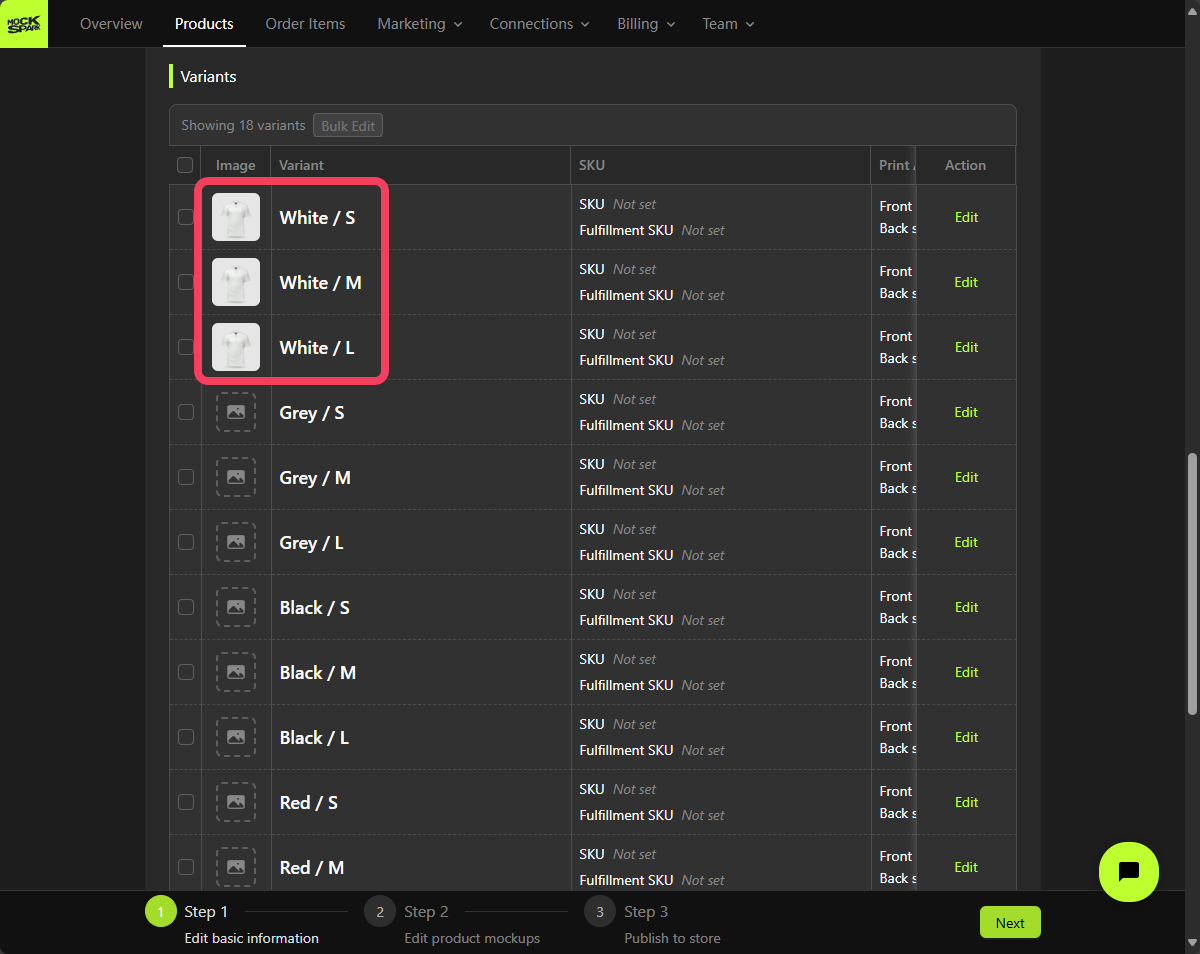 MOCK
SPARK
Overview Products Order Items Marketing Connections Billing Team
Variants
Showing 18 variants Bulk Edit
Image Variant SKU Print Action
White / S SKU Not set Front Edit
Fulfillment SKU Not set Back s
White / M SKU Not set Front Edit
Fulfillment SKU Not set Back s
White / L SKU Not set Front Edit
Fulfillment SKU Not set Back s
Grey / S SKU Not set Front Edit
Fulfillment SKU Not set Back s
Grey / M SKU Not set Front Edit
Fulfillment SKU Not set Back s
Grey / L SKU Not set Front Edit
Fulfillment SKU Not set Back s
Black / S SKU Not set Front Edit
Fulfillment SKU Not set Back s
Black / M SKU Not set Front Edit
Fulfillment SKU Not set Back s
Black / L SKU Not set Front Edit
Fulfillment SKU Not set Back s
Red / S SKU Not set Front Edit
Fulfillment SKU Not set Back s
Red / M SKU Not set Front Edit
Fulfillment SKU Not set Back s
1 Step 1 2 Step 2 3 Step 3
Edit basic information Edit product mockups Publish to store
Next